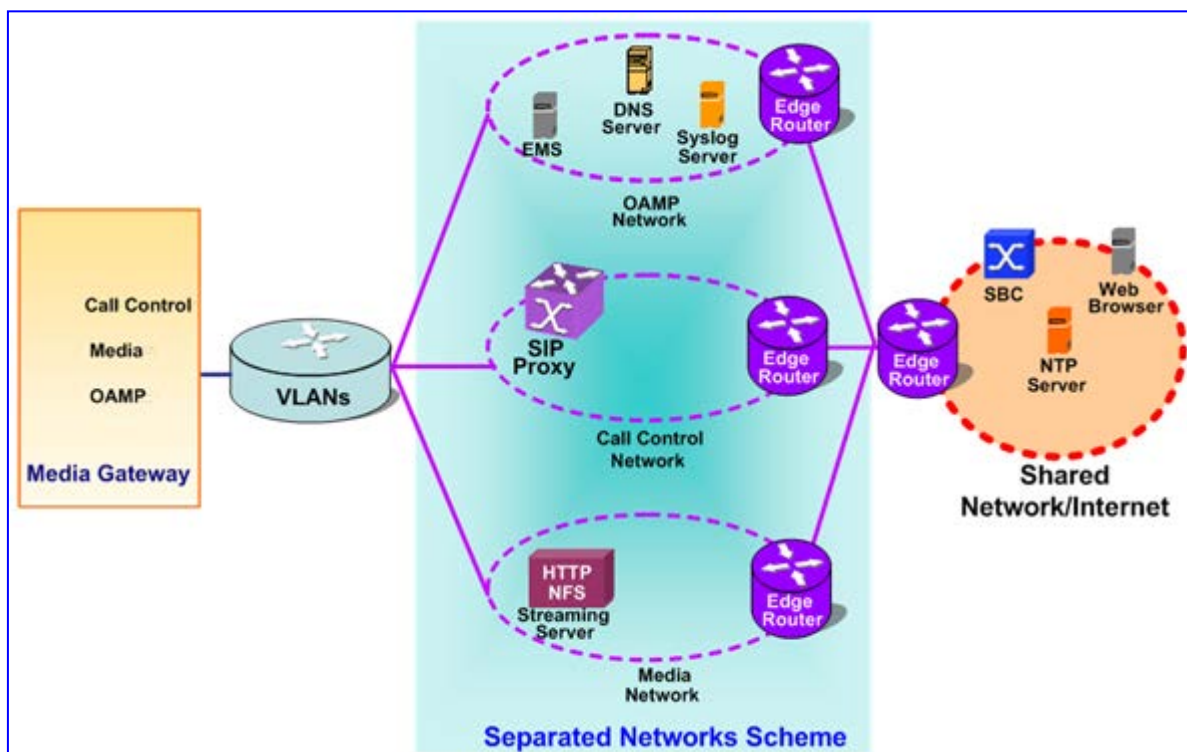 EMS
DNS
Server
Syslog
Server
Edge
Router
OAMP
Network
Call Control
Media
OAMP
Media Gateway
VLANs
SIP
Proxy
Edge
Router
Call Control
Network
Edge
Router
SBC
Web
Browser
NTP
Server
Shared
Network/Internet
HTTP
NFS
Streaming
Server
Edge
Router
Media
Network
Separated Networks Scheme